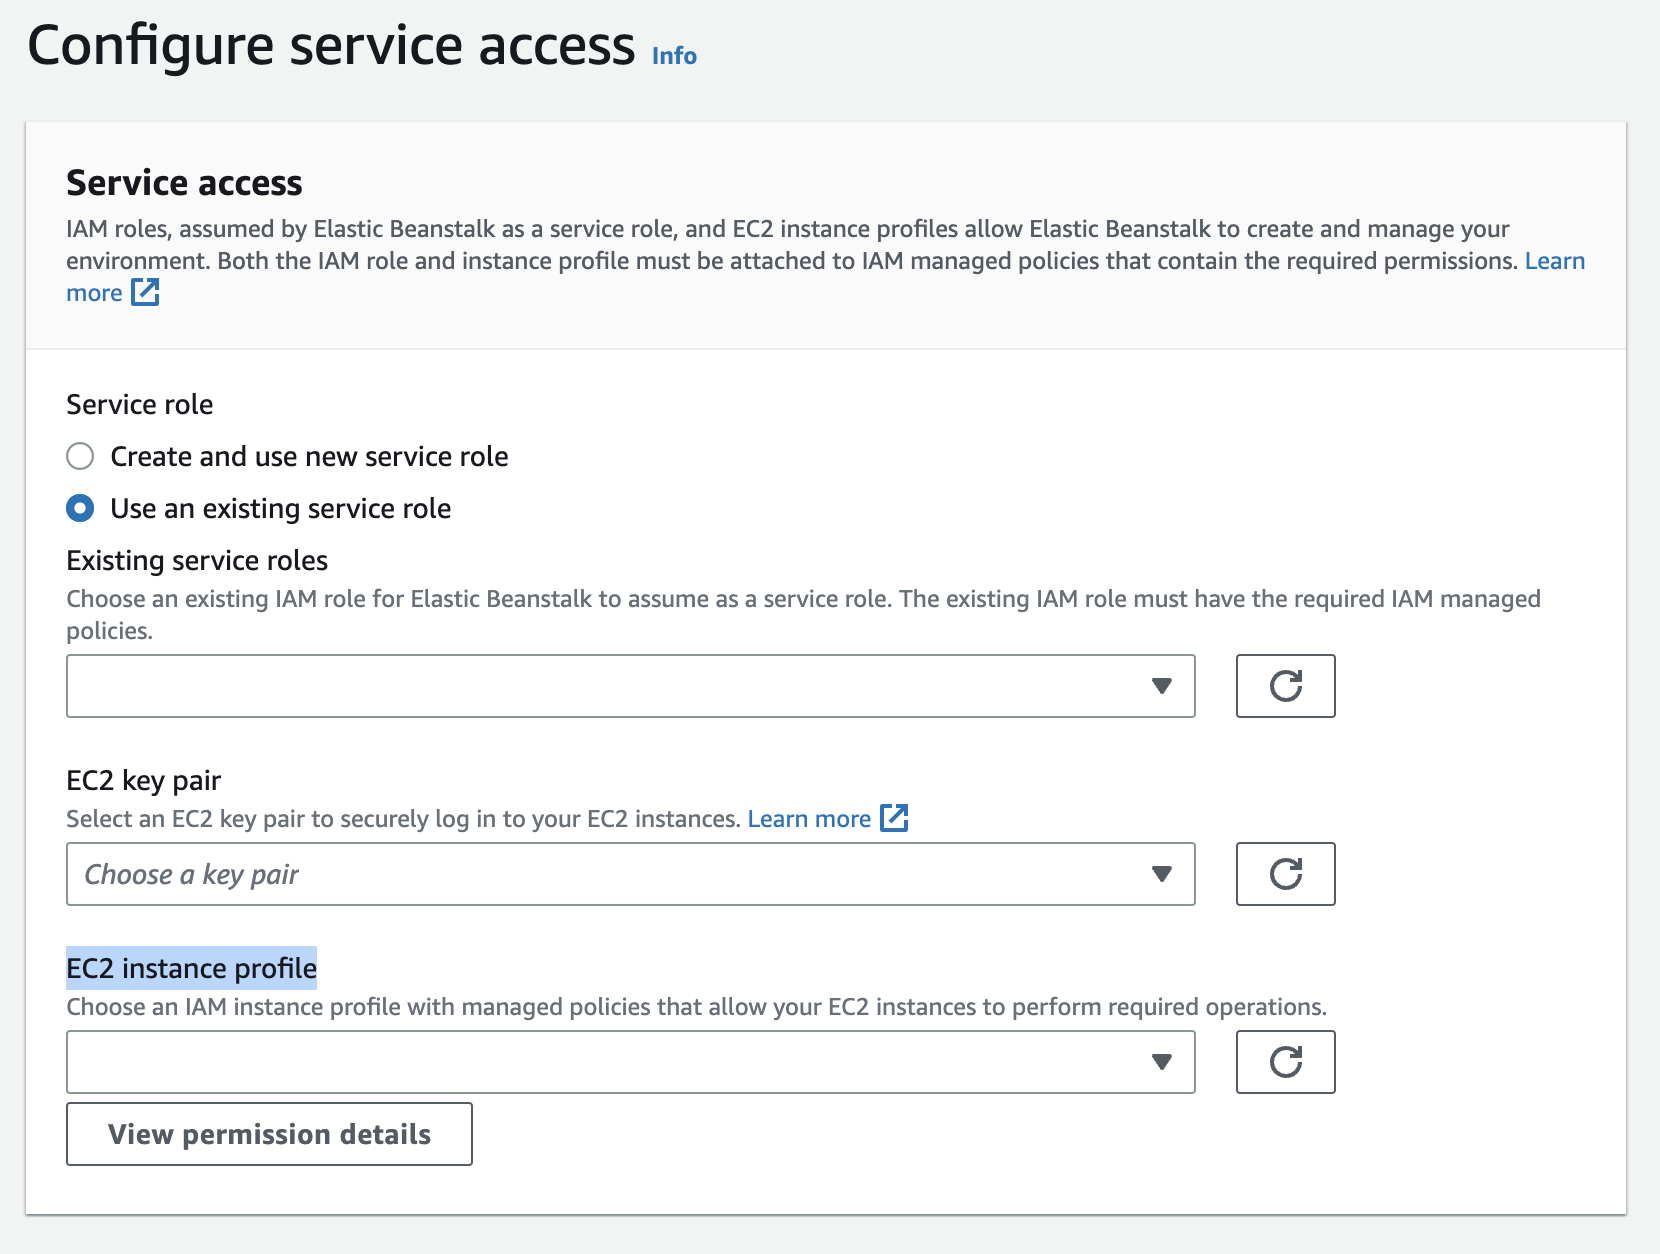 Configure service access Info
Service access
IAM roles, assumed by Elastic Beanstalk as a service role, and EC2 instance profiles allow Elastic Beanstalk to create and manage your
environment. Both the IAM role and instance profile must be attached to IAM managed policies that contain the required permissions. Learn
more
Service role
Create and use new service role
Use an existing service role
Existing service roles
Choose an existing IAM role for Elastic Beanstalk to assume as a service role. The existing IAM role must have the required IAM managed
policies.
EC2 key pair
Select an EC2 key pair to securely log in to your EC2 instances. Learn more
Choose a key pair
EC2 instance profile
Choose an IAM instance profile with managed policies that allow your EC2 instances to perform required operations.
View permission details